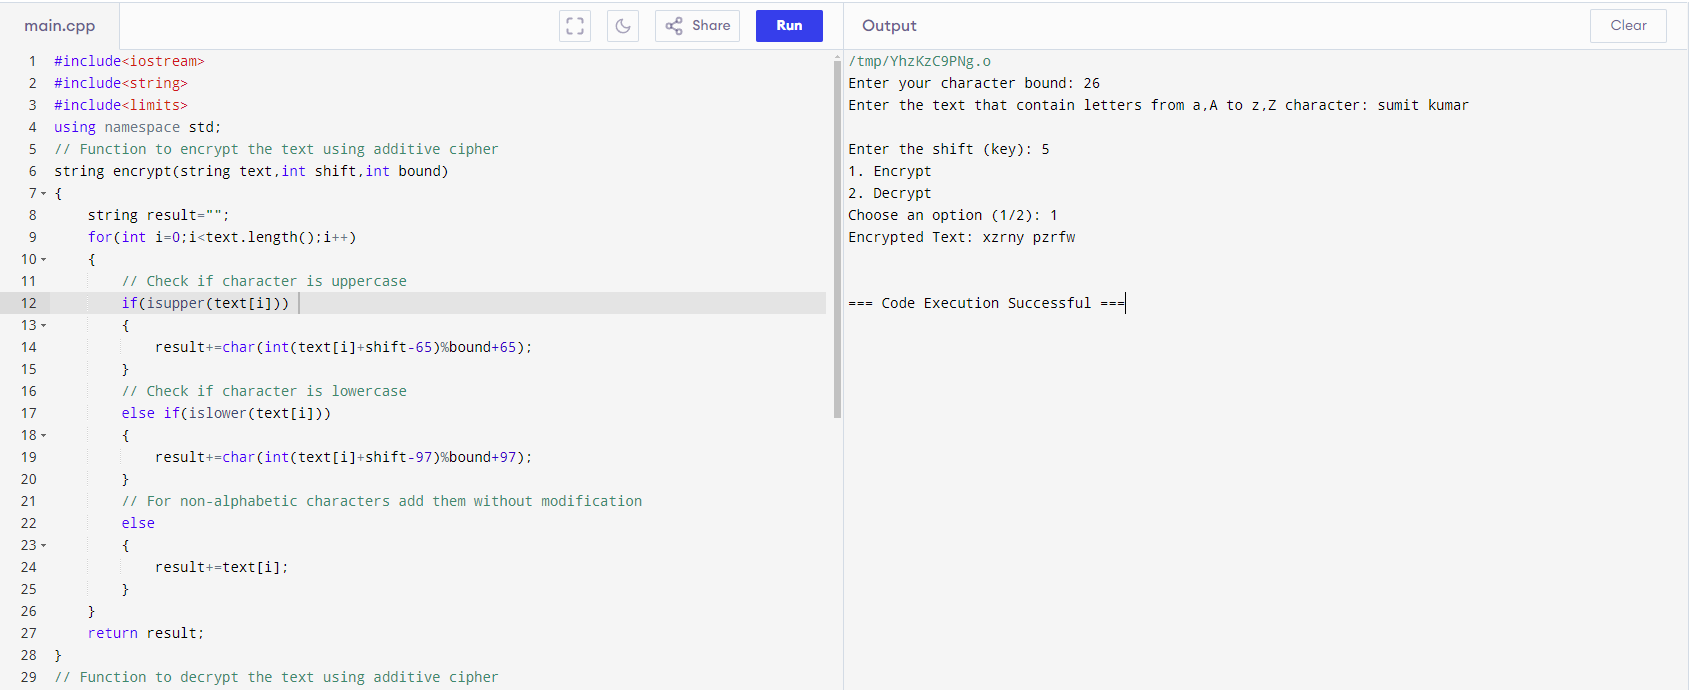 main.cpp
Share
Run
1 #include<iostream>
2 #include<string>
3 #include<limits>
4 using namespace std;
5 // Function to encrypt the text using additive cipher
6 string encrypt(string text,int shift,int bound)
7 {
8     string result="";
9     for(int i=0;i<text.length();i++)
10     {
11         // Check if character is uppercase
12         if(isupper(text[i]))
13         {
14             result+=char(int(text[i]+shift-65)%bound+65);
15         }
16         // Check if character is lowercase
17         else if(islower(text[i]))
18         {
19             result+=char(int(text[i]+shift-97)%bound+97);
20         }
21         // For non-alphabetic characters add them without modification
22         else
23         {
24             result+=text[i];
25         }
26     }
27     return result;
28 }
29 // Function to decrypt the text using additive cipher
Output
Clear
/tmp/YhzKzC9PNg.o
Enter your character bound: 26
Enter the text that contain letters from a,A to z,Z character: sumit kumar
Enter the shift (key): 5
1. Encrypt
2. Decrypt
Choose an option (1/2): 1
Encrypted Text: xzrny pzrfw
=== Code Execution Successful ===